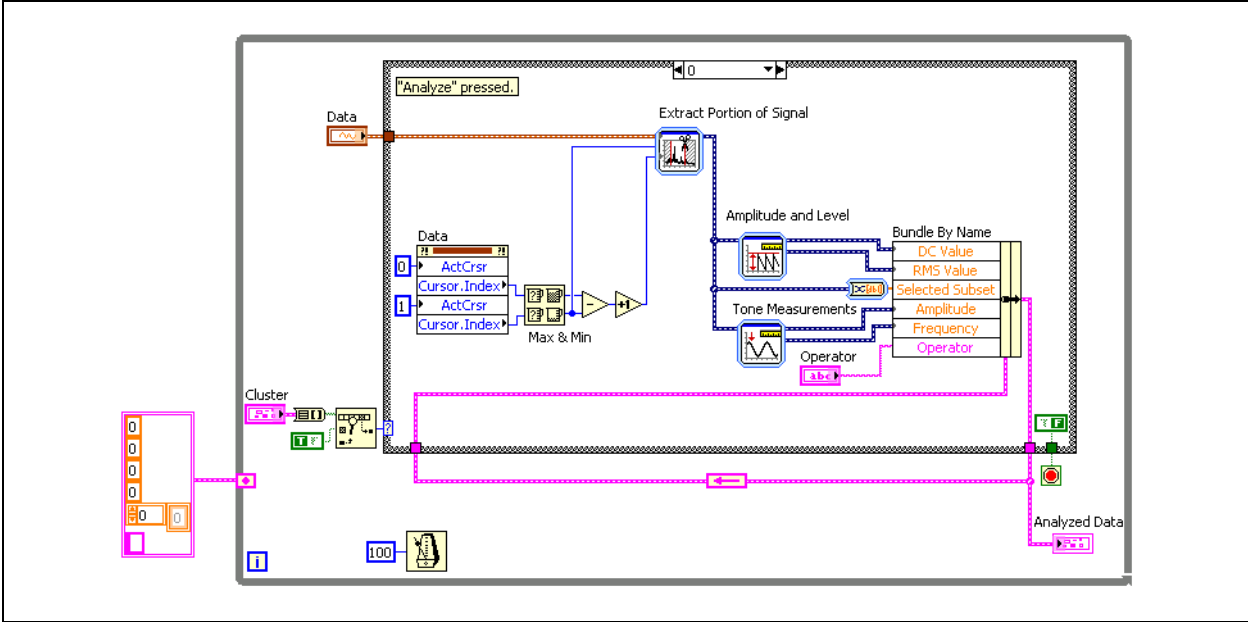 0
"Analyze" pressed.
Extract Portion of Signal
Data
Amplitude and Level
Data
Bundle By Name
DC Value
0
ActCrsr
RMS Value
Cursor.Index
Selected Subset
1
ActCrsr
Tone Measurements
Amplitude
Cursor.Index
Frequency
Max & Min
-
+1
Operator
Operator
abc
Cluster
T F
?
T F
0
0
0
0
0
0
Analyzed Data
100
i